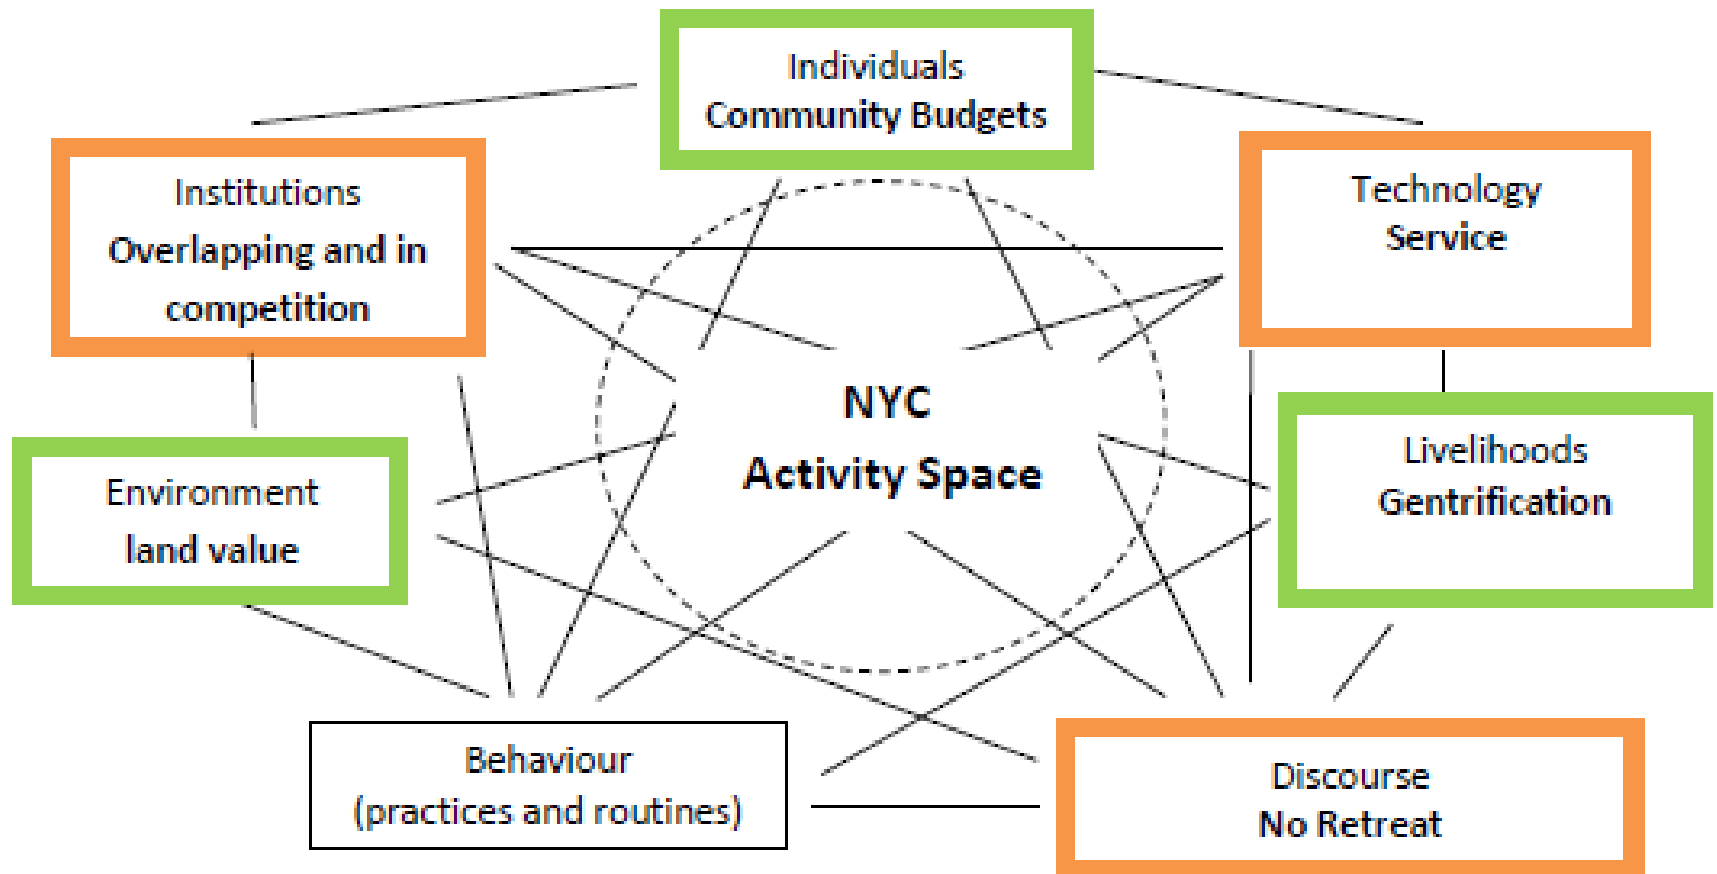 Individuals
Community Budgets
Institutions
Overlapping and in
competition
Technology
Service
NYC
Activity Space
Environment
land value
Livelihoods
Gentrification
Behaviour
(practices and routines)
Discourse
No Retreat